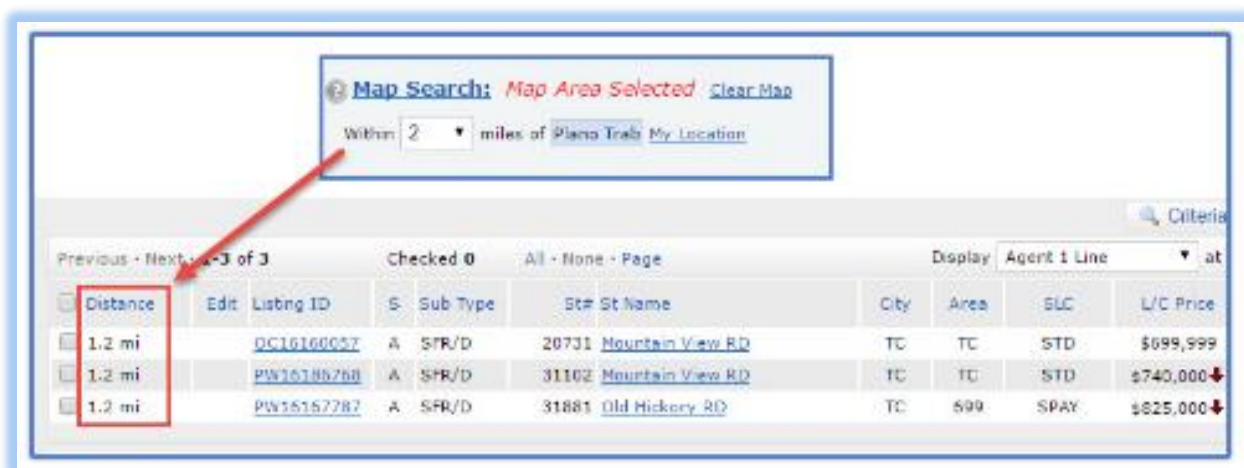 Map Search: Map Area Selected Clear Map
Within 2 miles of Plano Trab My Location
Criteria
Previous · Next · 1-3 of 3 Checked 0 All · None · Page Display Agent 1 Line at
Distance Edit Listing ID S Sub Type St# St Name City Area SLC L/C Price
1.2 mi OC16160057 A SFR/D 20731 Mountain View RD TC TC STD $699,999
1.2 mi PW16186768 A SFR/D 31102 Mountain View RD TC TC STD $740,000
1.2 mi PW16167787 A SFR/D 31881 Old Hickory RD TC 699 SPAY $825,000